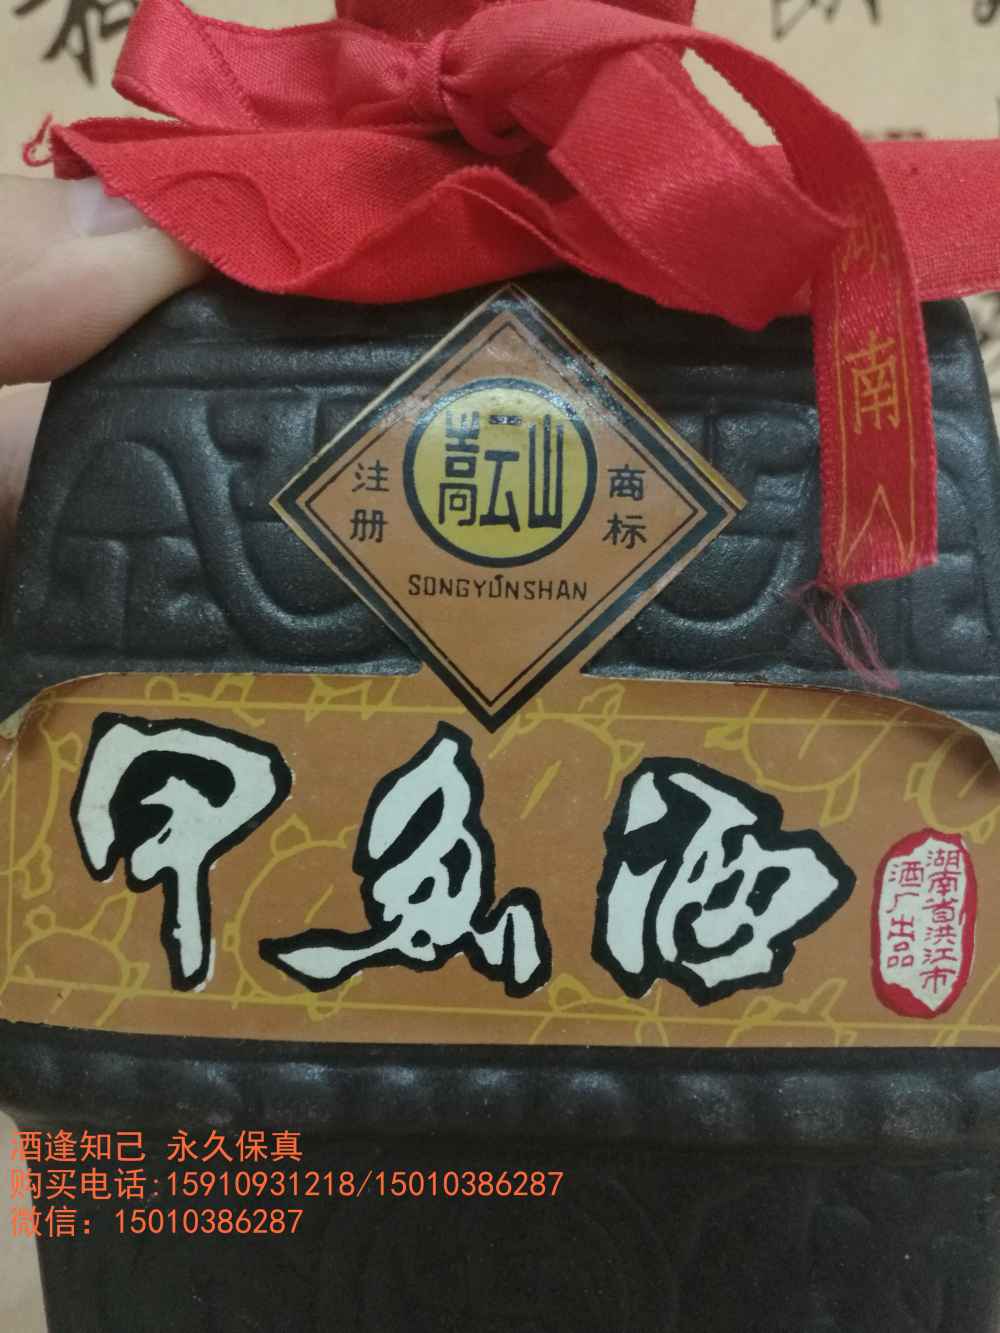 湖南
嵩云山
注册
商标
SONGYUNSHAN
甲鱼酒
湖南省洪江市
酒厂出品
酒逢知己 永久保真
购买电话:15910931218/15010386287
微信：15010386287